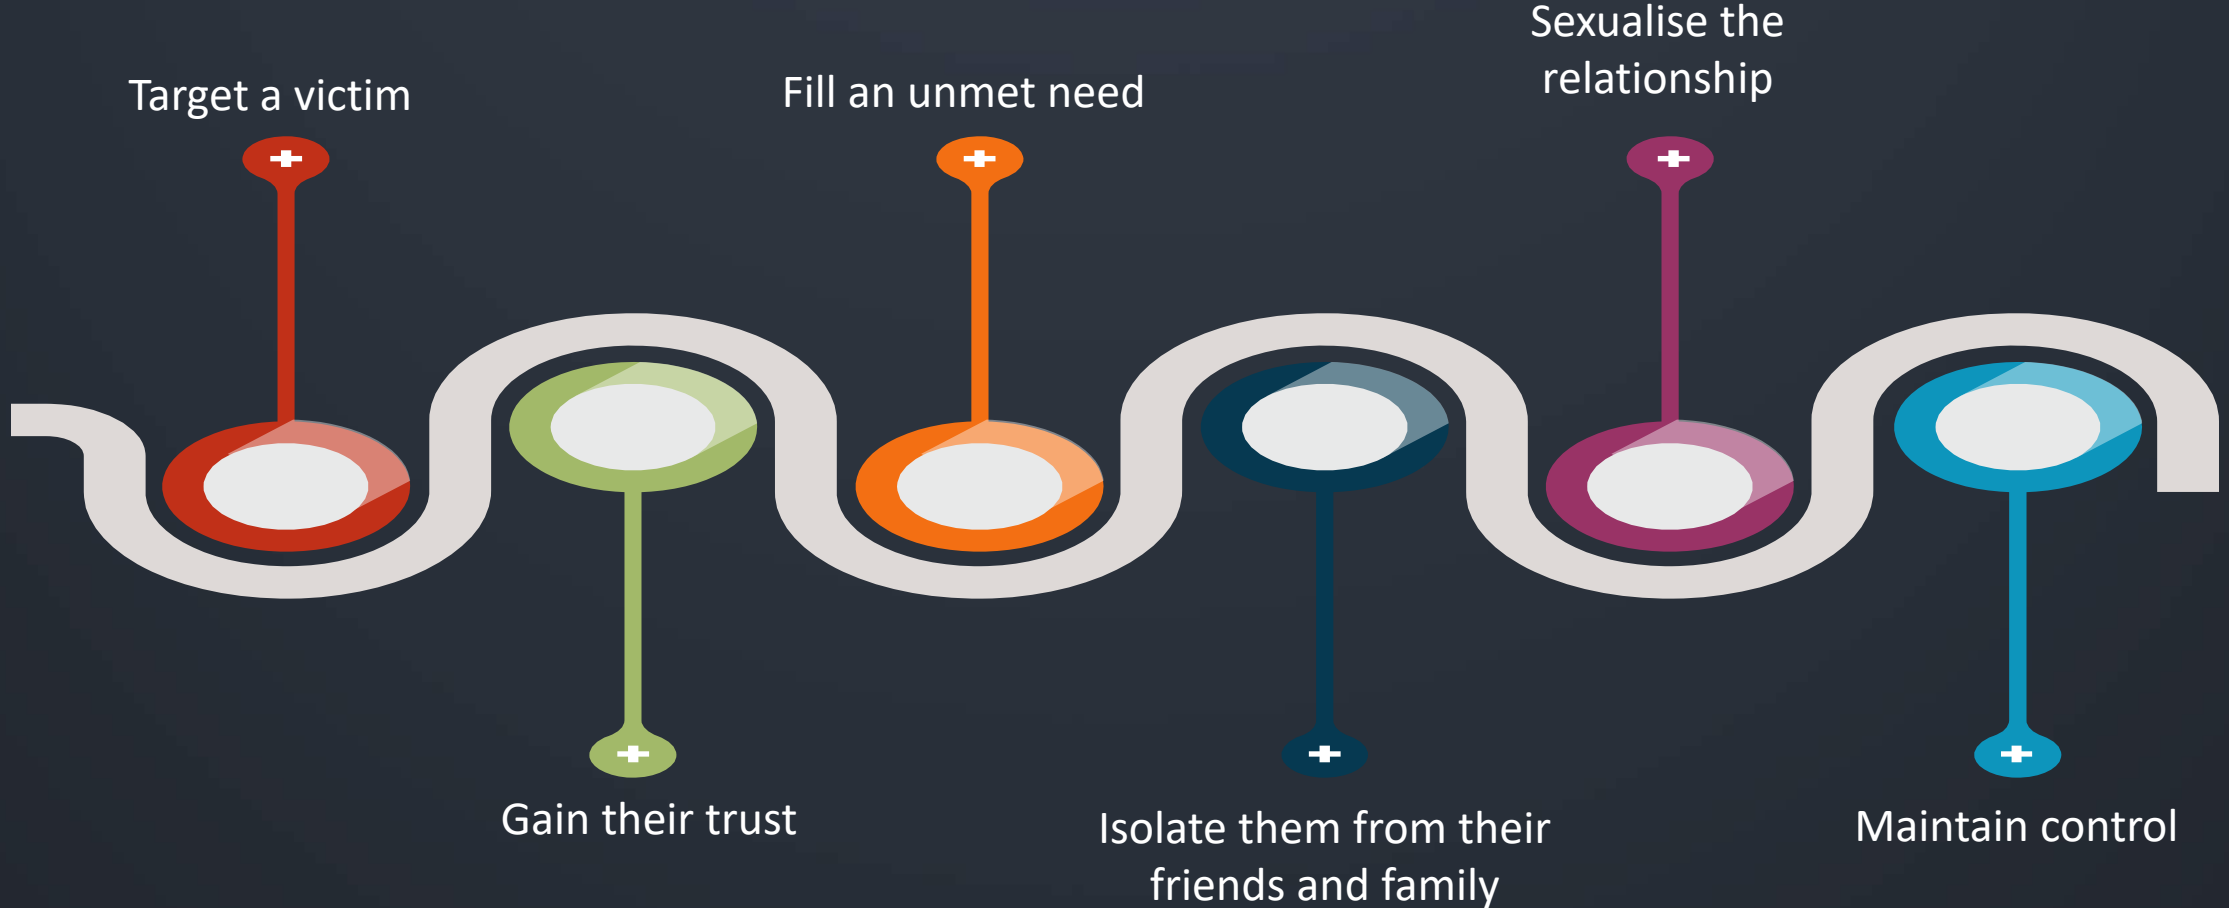 Target a victim
Gain their trust
Fill an unmet need
Isolate them from their
friends and family
Sexualise the
relationship
Maintain control